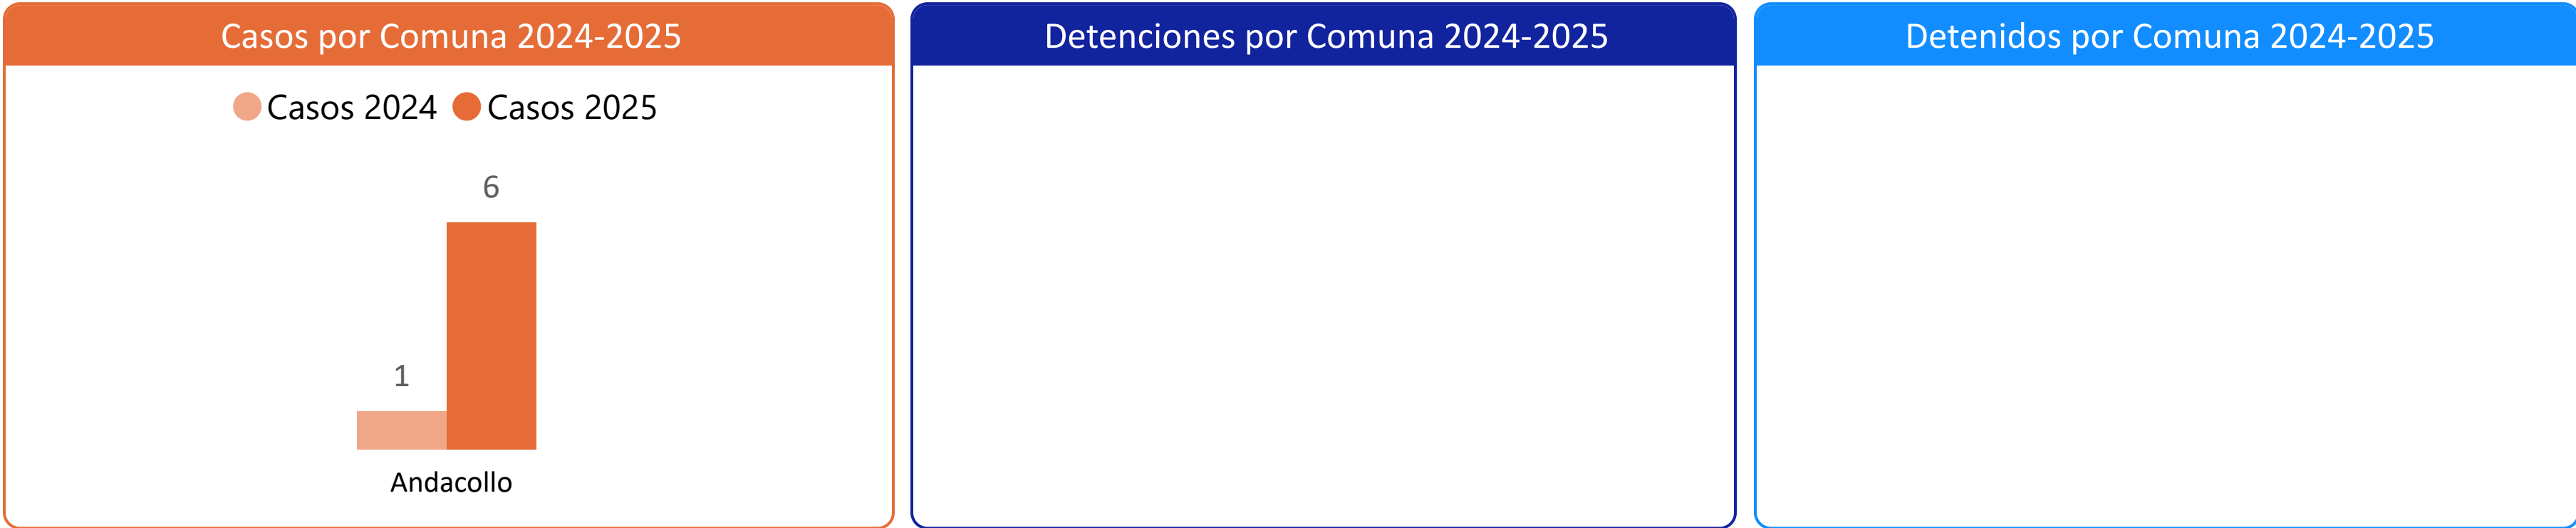 Casos por Comuna 2024-2025
Casos 2024 Casos 2025
6
1
Andacollo
Detenciones por Comuna 2024-2025
Detenidos por Comuna 2024-2025